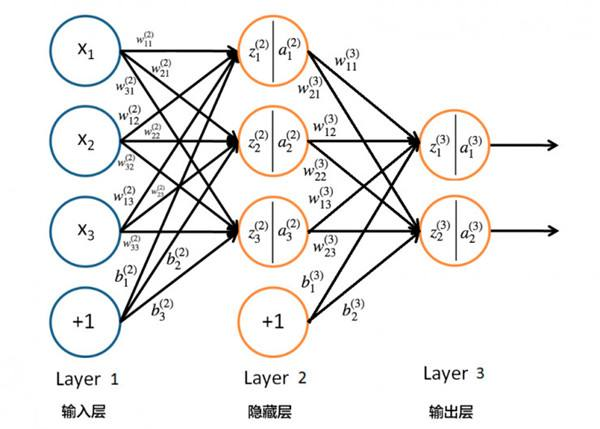 x₁
w₁₁⁽²⁾
w₂₁⁽²⁾
w₃₁⁽²⁾
z₁⁽²⁾ a₁⁽²⁾
w₁₁⁽³⁾
w₂₁⁽³⁾
x₂
w₁₂⁽²⁾
w₂₂⁽²⁾
w₃₂⁽²⁾
z₂⁽²⁾ a₂⁽²⁾
w₁₂⁽³⁾
w₂₂⁽³⁾
z₁⁽³⁾ a₁⁽³⁾
x₃
w₁₃⁽²⁾
w₂₃⁽²⁾
w₃₃⁽²⁾
z₃⁽²⁾ a₃⁽²⁾
w₁₃⁽³⁾
w₂₃⁽³⁾
z₂⁽³⁾ a₂⁽³⁾
+1
b₁⁽²⁾
b₂⁽²⁾
b₃⁽²⁾
+1
b₁⁽³⁾
b₂⁽³⁾
Layer 1
输入层
Layer 2
隐藏层
Layer 3
输出层